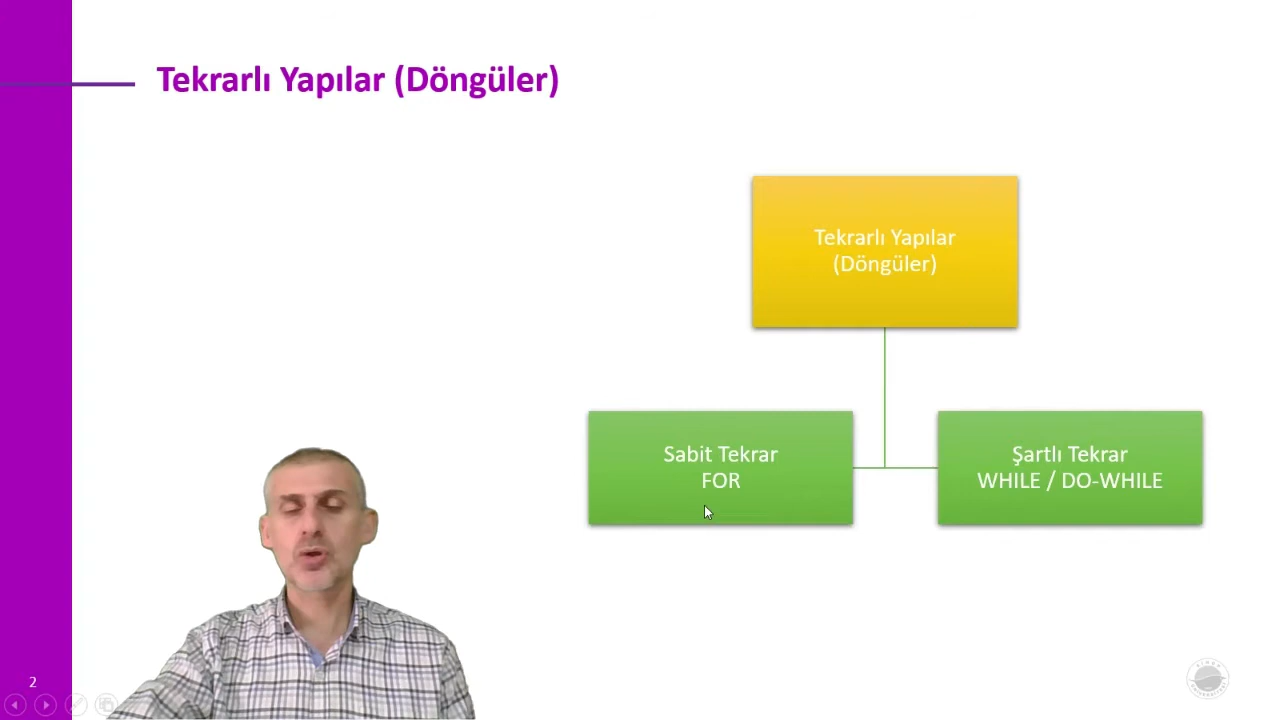 Tekrarlı Yapılar (Döngüler)
Tekrarlı Yapılar
(Döngüler)
Sabit Tekrar
FOR
Şartlı Tekrar
WHILE / DO-WHILE
2